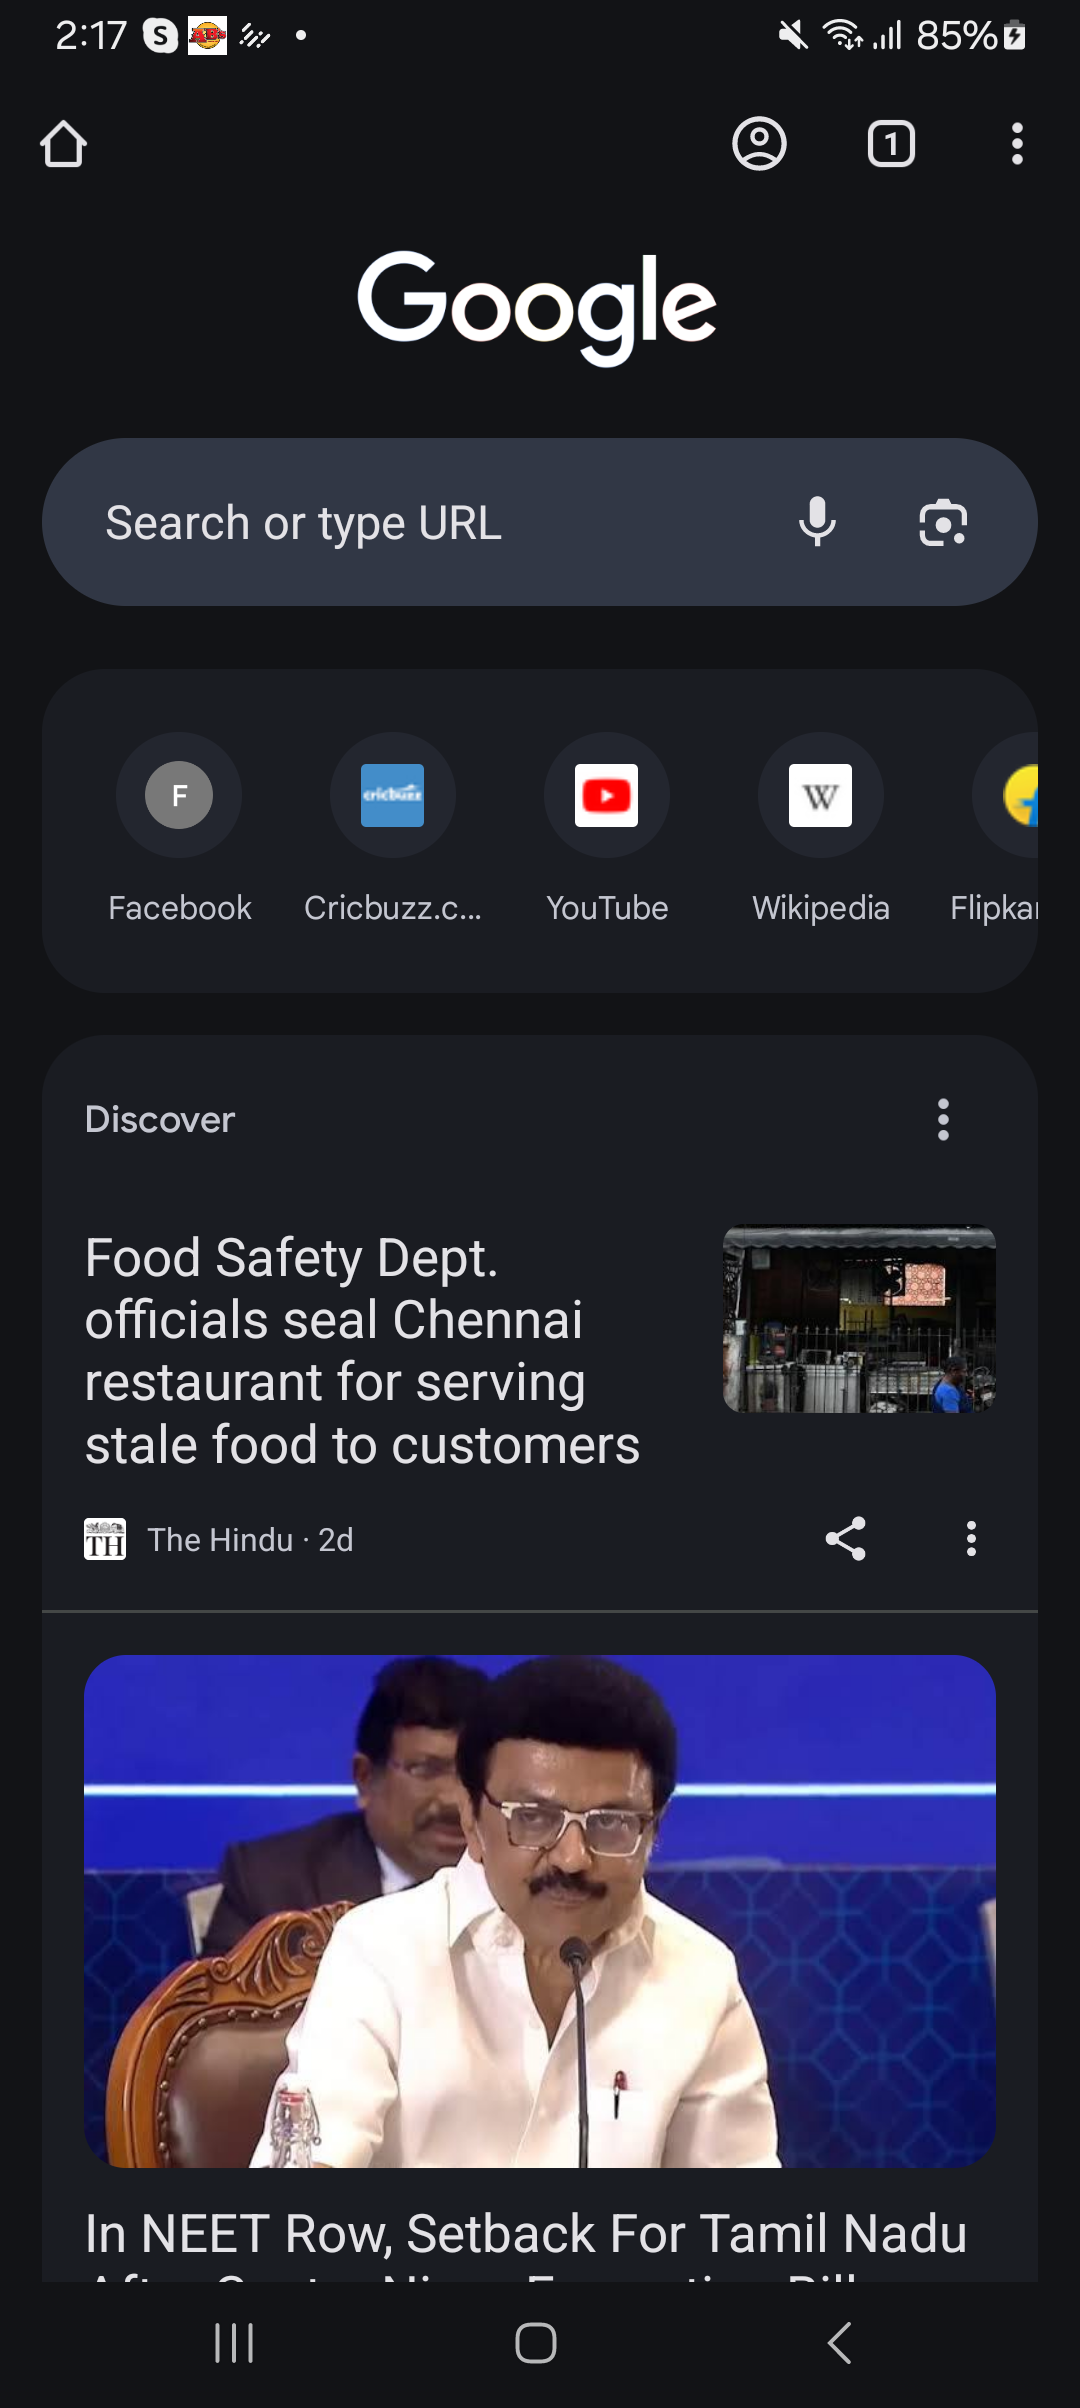 2:17 S 85%
1
Google
Search or type URL
F cricbuzz W
Facebook Cricbuzz.c... YouTube Wikipedia Flipka
Discover
Food Safety Dept.
officials seal Chennai
restaurant for serving
stale food to customers
TH The Hindu · 2d
In NEET Row, Setback For Tamil Nadu